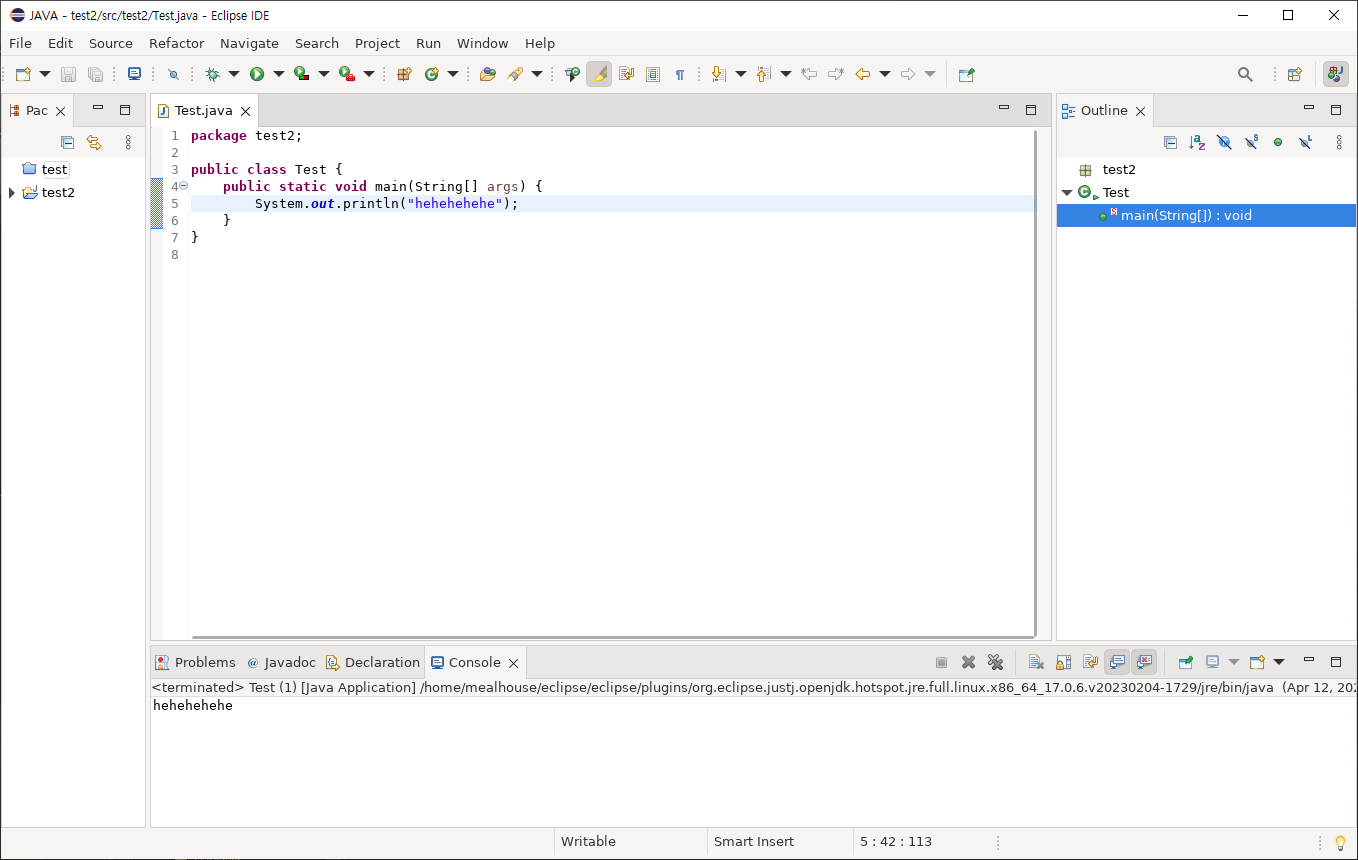 JAVA - test2/src/test2/Test.java - Eclipse IDE
File Edit Source Refactor Navigate Search Project Run Window Help
Pac
test
test2
Test.java
1 package test2;
2
3 public class Test {
4 public static void main(String[] args) {
5 System.out.println("hehehehehe");
6 }
7 }
8
Outline
test2
Test
main(String[]) : void
Problems Javadoc Declaration Console
<terminated> Test (1) [Java Application] /home/mealhouse/eclipse/eclipse/plugins/org.eclipse.justj.openjdk.hotspot.jre.full.linux.x86_64_17.0.6.v20230204-1729/jre/bin/java (Apr 12, 202
hehehehehe
Writable Smart Insert 5 : 42 : 113